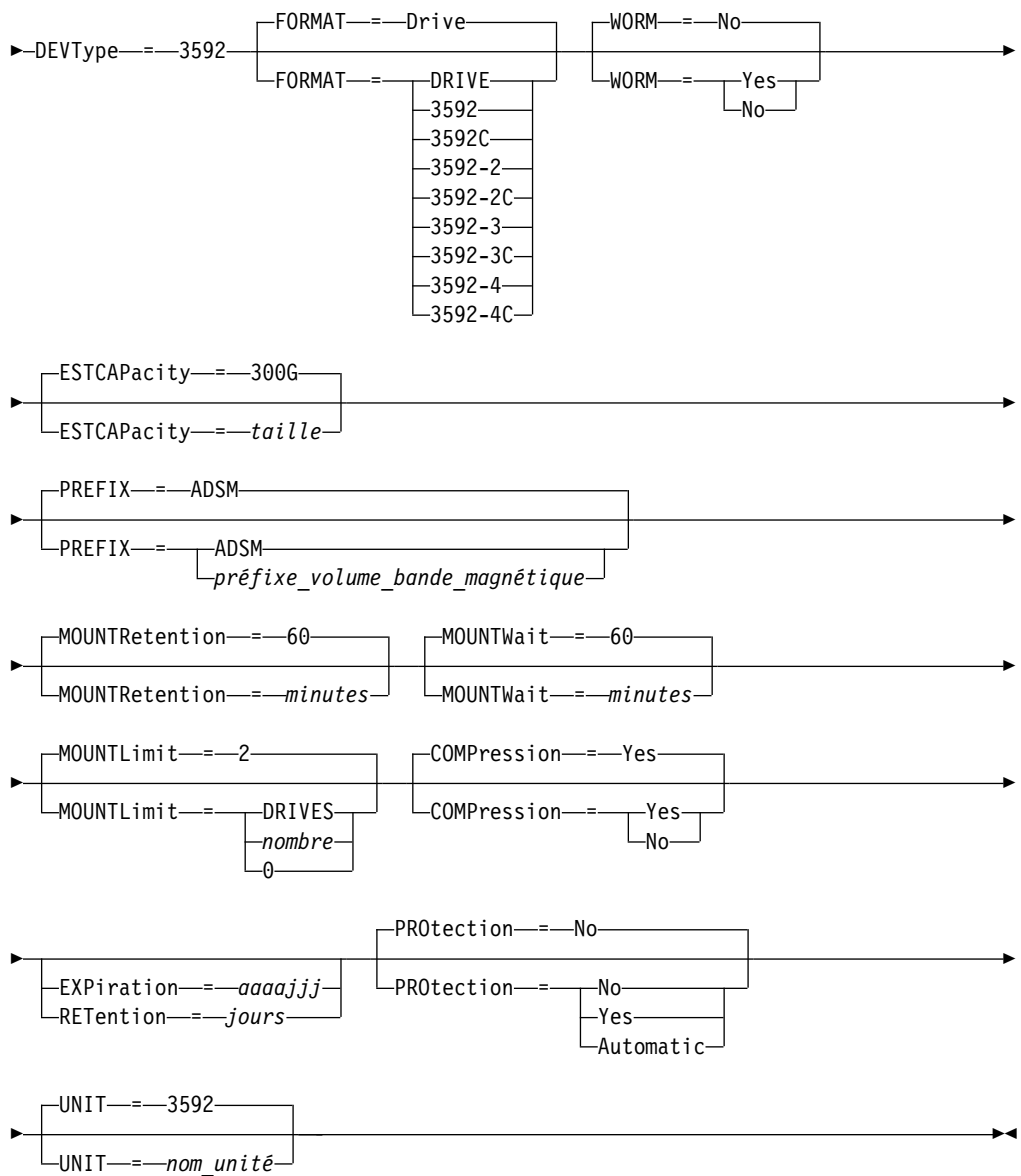 FORMAT = Drive WORM = No
DEVType = 3592
FORMAT = DRIVE WORM = Yes
3592 No
3592C
3592-2
3592-2C
3592-3
3592-3C
3592-4
3592-4C
ESTCAPacity = 300G
ESTCAPacity = taille
PREFIX = ADSM
PREFIX = ADSM
préfixe_volume_bande_magnétique
MOUNTRetention = 60 MOUNTWait = 60
MOUNTRetention = minutes MOUNTWait = minutes
MOUNTLimit = 2 COMPression = Yes
MOUNTLimit = DRIVES COMPression = Yes
nombre No
0
PROtection = No
EXPiration = aaaajjj PROtection = No
RETention = jours Yes
Automatic
UNIT = 3592
UNIT = nom_unité